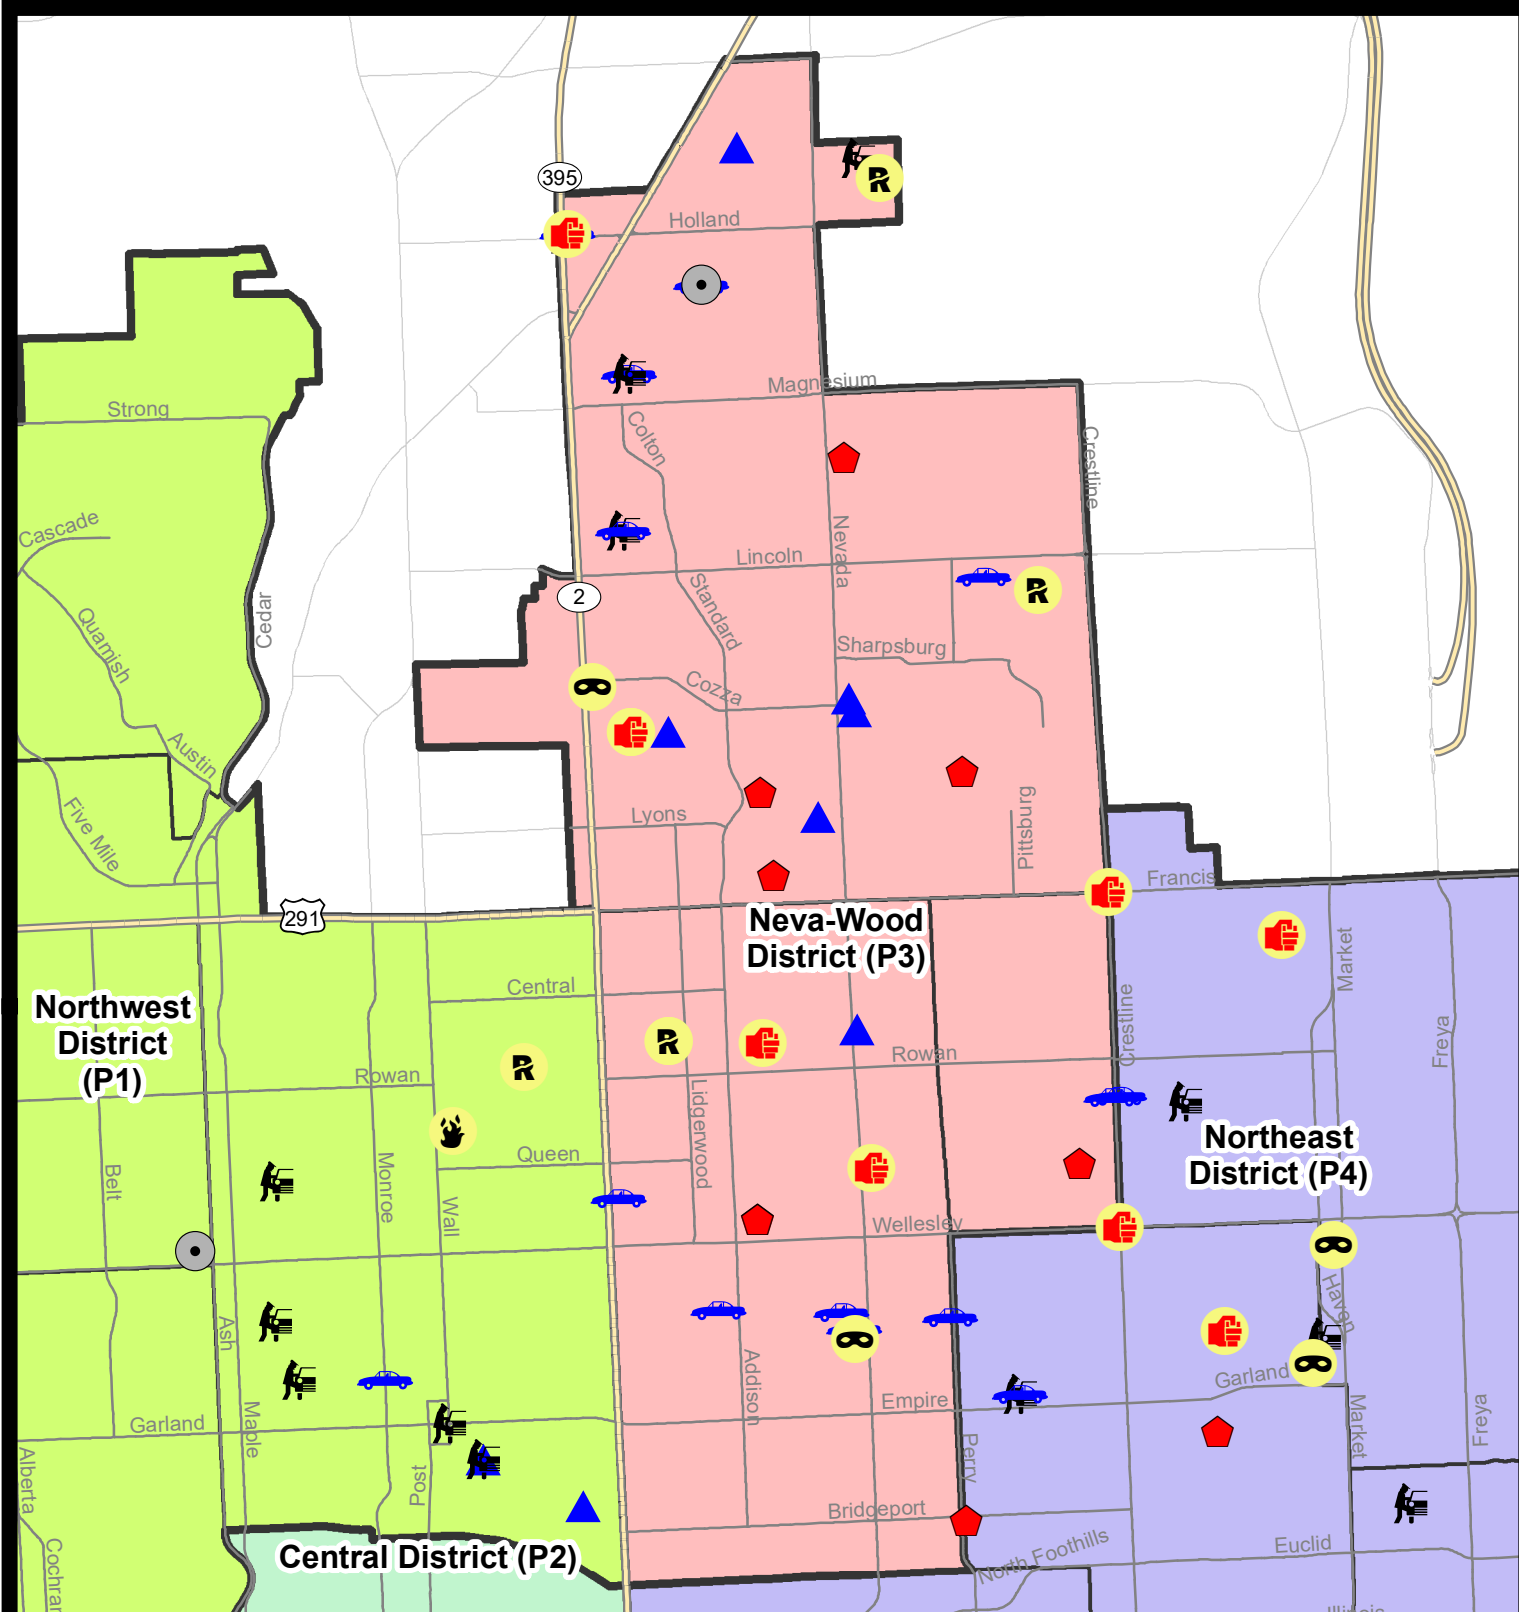 395
Holland
Magnesium
Strong
Colton
Crestline
Cascade
Nevada
Lincoln
2
Standard
Cedar
Quamish
Sharpsburg
Cozza
Austin
Five Mile
Lyons
Pittsburg
Francis
291
Neva-Wood
District (P3)
Market
Central
Northwest
District
(P1)
Crestline
Freya
Rowan
Rowan
Lidgerwood
Northeast
District (P4)
Belt
Monroe
Queen
Wall
Wellesley
Haven
Ash
Addison
Garland
Empire
Garland
Maple
Market
Freya
Alberta
Post
Perry
Bridgeport
Central District (P2)
North Foothills
Euclid
Cochran